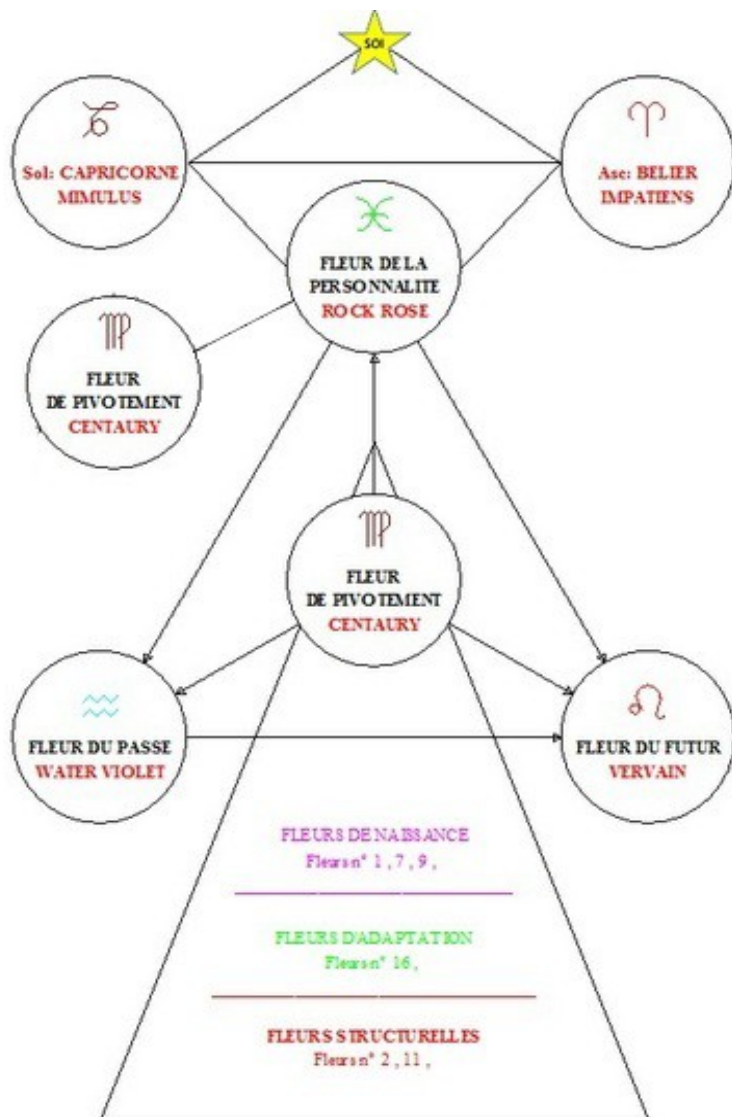 SOI
Sol: CAPRICORNE
MIMULUS
Asc: BELIER
IMPATIENS
FLEUR DE LA
PERSONNALITE
ROCK ROSE
FLEUR
DE PIVOTEMENT
CENTAURY
FLEUR
DE PIVOTEMENT
CENTAURY
FLEUR DU PASSE
WATER VIOLET
FLEUR DU FUTUR
VERVAIN
FLEURS DE NAISSANCE
Fleurs n° 1 , 7 , 9 ,
FLEURS D'ADAPTATION
Fleurs n° 16 ,
FLEURS STRUCTURELLES
Fleurs n° 2 , 11 ,